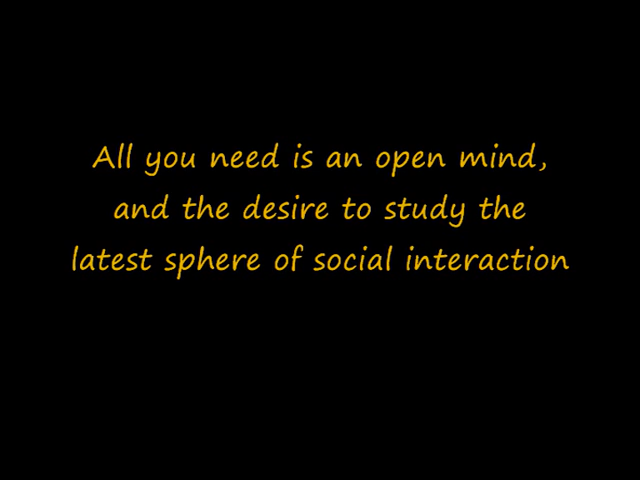 All you need is an open mind,
and the desire to study the
latest sphere of social interaction